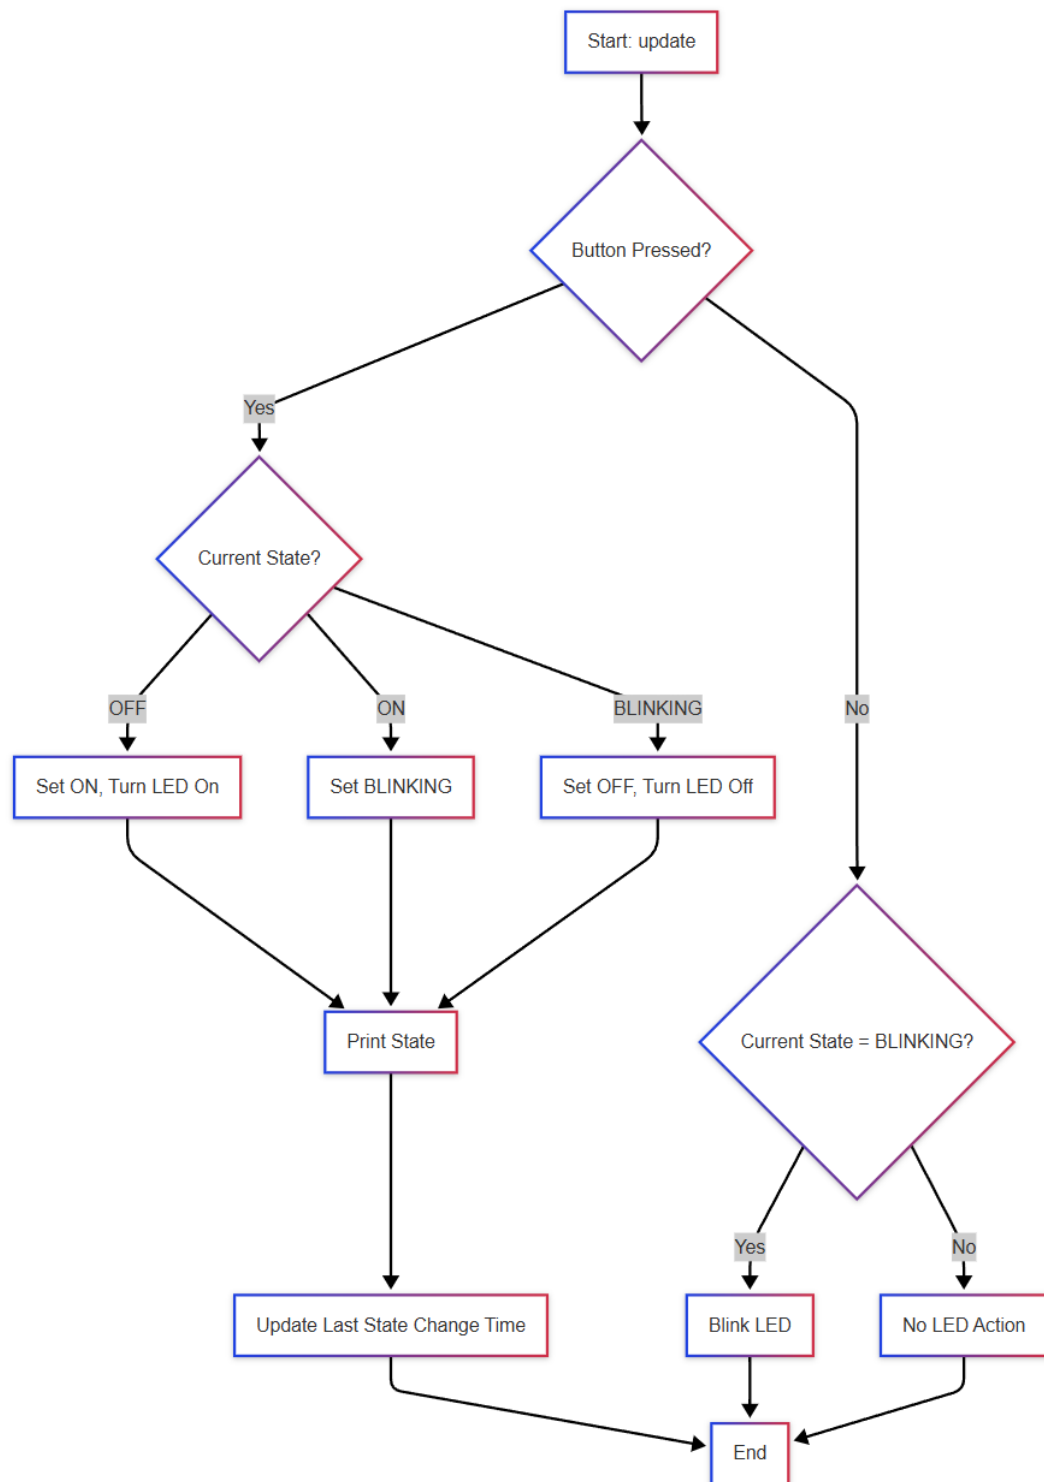 Start: update
Button Pressed?
Yes
Current State?
OFF
ON
BLINKING
No
Set ON, Turn LED On
Set BLINKING
Set OFF, Turn LED Off
Print State
Current State = BLINKING?
Yes
No
Update Last State Change Time
Blink LED
No LED Action
End